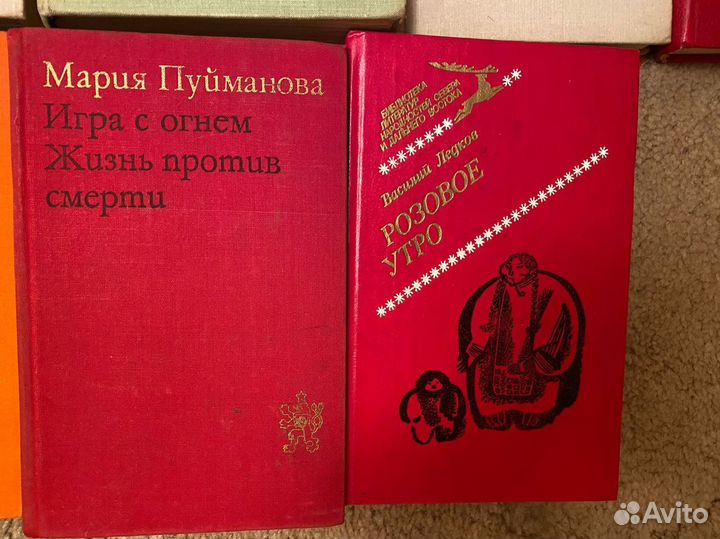 Мария Пуйманова
Игра с огнем
Жизнь против
смерти
БИБЛИОТЕКА
ЛИТЕРАТУР
НАРОДНОСТЕЙ СЕВЕРА
И ДАЛЬНЕГО ВОСТОКА
Василий Ледков
РОЗОВОЕ
УТРО
Avito